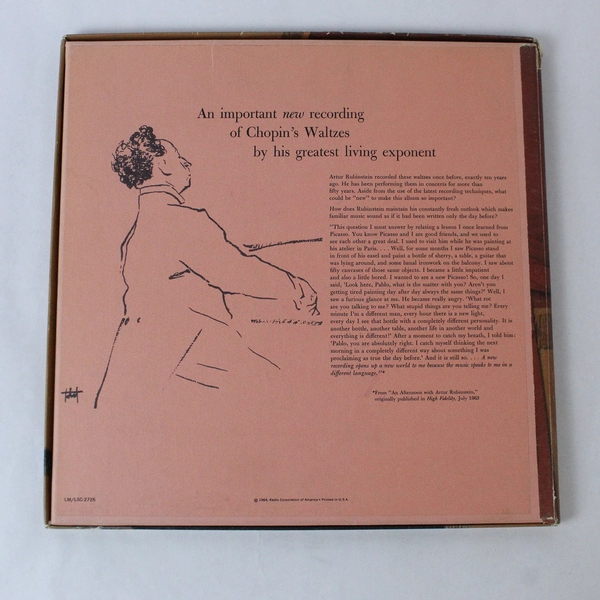 An important new recording
of Chopin's Waltzes
by his greatest living exponent
Artur Rubinstein recorded these waltzes once before, exactly ten years
ago. He has been performing them in concerts for more than
fifty years. Aside from the use of the latest recording techniques, what
could be "new" to make this album so important?
How does Rubinstein maintain his constantly fresh outlook which makes
familiar music sound as if it had been written only the day before?
"This question I must answer by relating a lesson I once learned from
Picasso. You know Picasso and I are good friends, and we used to
see each other a great deal. I used to visit him while he was painting at
his atelier in Paris. . . . Well, for some months I saw Picasso stand
in front of his easel and paint a bottle of sherry, a table, a guitar that
was lying around, and some banal ironwork on the balcony. I saw about
fifty canvases of those same objects. I became a little impatient
and also a little bored. I wanted to see a new Picasso! So, one day I
said, 'Look here, Pablo, what is the matter with you? Aren't you
getting tired painting day after day always the same things?' Well, I
saw a furious glance at me. He became really angry. 'What rot
are you talking to me? What stupid things are you telling me? Every
minute I'm a different man, every hour there is a new light,
every day I see that bottle with a completely different personality. It is
another bottle, another table, another life in another world and
everything is different!' After a moment to catch my breath, I told him:
'Pablo, you are absolutely right. I catch myself thinking the next
morning in a completely different way about something I was
proclaiming as true the day before.' And it is still so. . . . A new
recording opens up a new world to me because the music speaks to me in a
different language."*
*From "An Afternoon with Artur Rubinstein,"
originally published in High Fidelity, July 1963
LM/LSC-2726
© 1964, Radio Corporation of America • Printed in U.S.A.